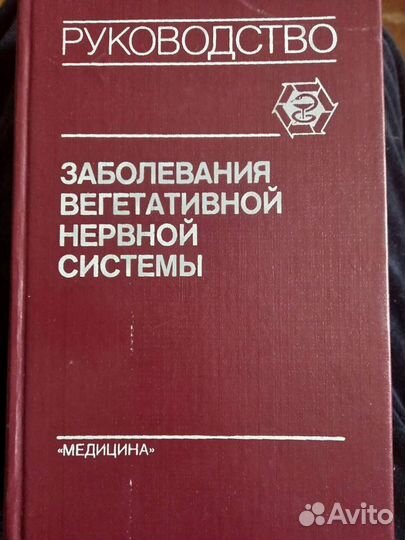 РУКОВОДСТВО
ЗАБОЛЕВАНИЯ
ВЕГЕТАТИВНОЙ
НЕРВНОЙ
СИСТЕМЫ
«МЕДИЦИНА»
Avito